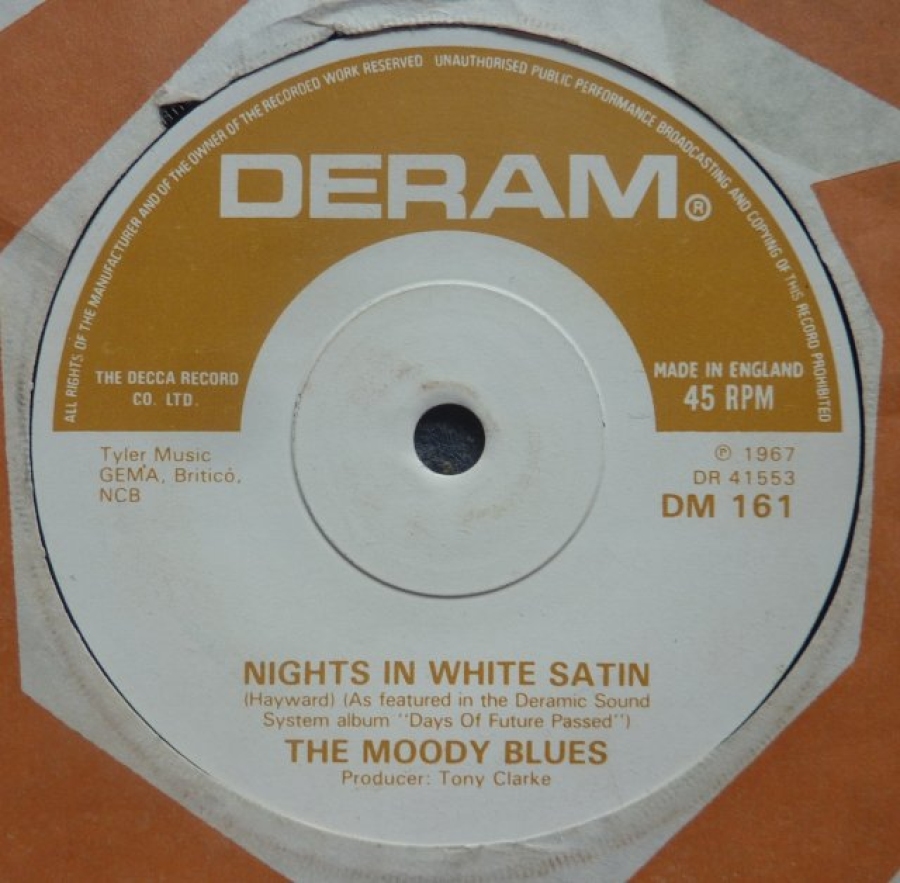 ALL RIGHTS OF THE MANUFACTURER AND OF THE OWNER OF THE RECORDED WORK RESERVED UNAUTHORISED PUBLIC PERFORMANCE BROADCASTING AND COPYING OF THIS RECORD PROHIBITED
DERAM®
THE DECCA RECORD
CO. LTD.
MADE IN ENGLAND
45 RPM
Tyler Music
GEMA, Briticó,
NCB
℗ 1967
DR 41553
DM 161
NIGHTS IN WHITE SATIN
(Hayward) (As featured in the Deramic Sound
System album "Days Of Future Passed")
THE MOODY BLUES
Producer: Tony Clarke